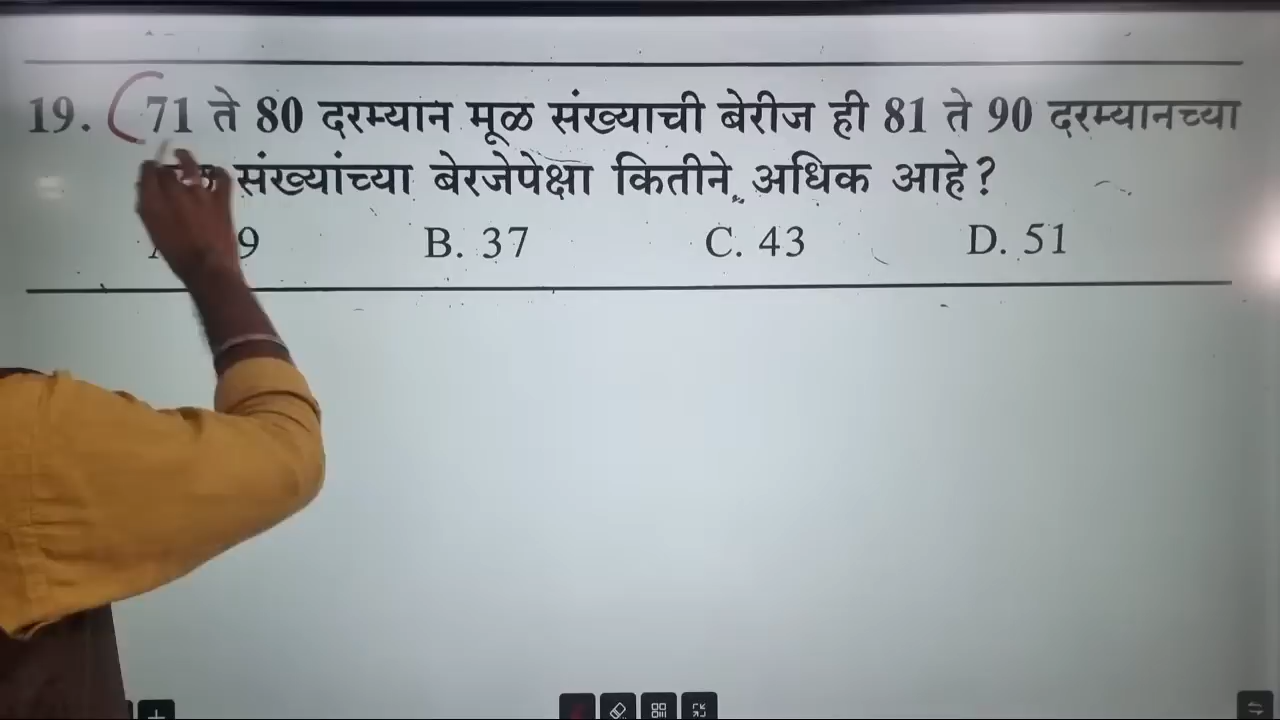 19. 71 ते 80 दरम्यान मूळ संख्याची बेरीज ही 81 ते 90 दरम्यानच्या
संख्यांच्या बेरजेपेक्षा कितीने अधिक आहे?
B. 37 C. 43 D. 51